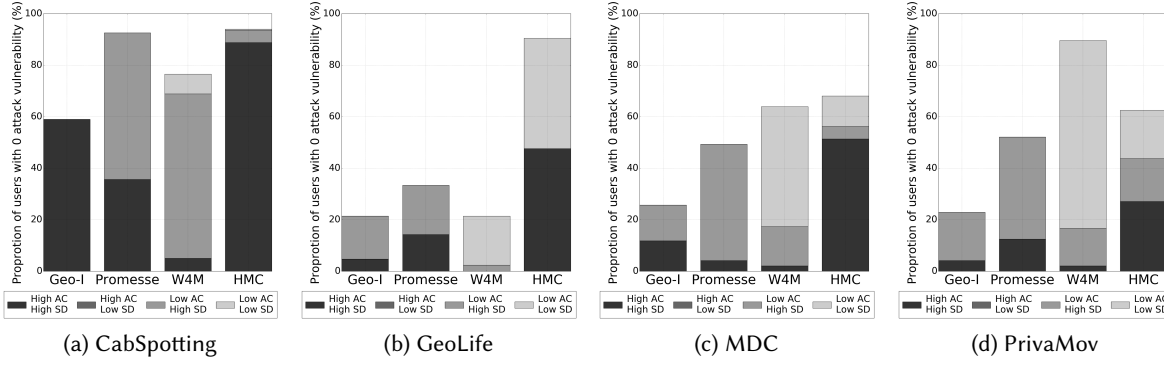 Proprotion of users with 0 attack vulnerability (%)
100
80
60
40
20
0
Geo-I Promesse W4M HMC
High AC High AC Low AC Low AC
High SD Low SD High SD Low SD
(a) CabSpotting
Proprotion of users with 0 attack vulnerability (%)
100
80
60
40
20
0
Geo-I Promesse W4M HMC
High AC High AC Low AC Low AC
High SD Low SD High SD Low SD
(b) GeoLife
Proprotion of users with 0 attack vulnerability (%)
100
80
60
40
20
0
Geo-I Promesse W4M HMC
High AC High AC Low AC Low AC
High SD Low SD High SD Low SD
(c) MDC
Proprotion of users with 0 attack vulnerability (%)
100
80
60
40
20
0
Geo-I Promesse W4M HMC
High AC High AC Low AC Low AC
High SD Low SD High SD Low SD
(d) PrivaMov